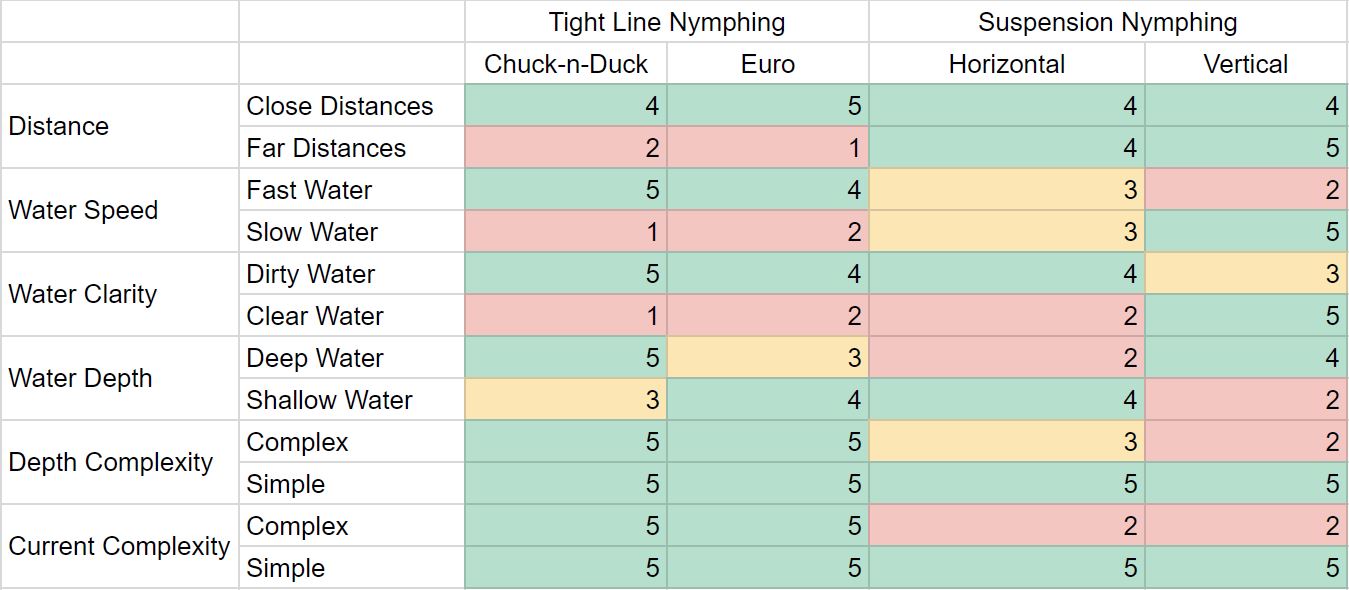 Tight Line Nymphing Suspension Nymphing
Chuck-n-Duck Euro Horizontal Vertical
Distance Close Distances 4 5 4 4
Far Distances 2 1 4 5
Water Speed Fast Water 5 4 3 2
Slow Water 1 2 3 5
Water Clarity Dirty Water 5 4 4 3
Clear Water 1 2 2 5
Water Depth Deep Water 5 3 2 4
Shallow Water 3 4 4 2
Depth Complexity Complex 5 5 3 2
Simple 5 5 5 5
Current Complexity Complex 5 5 2 2
Simple 5 5 5 5